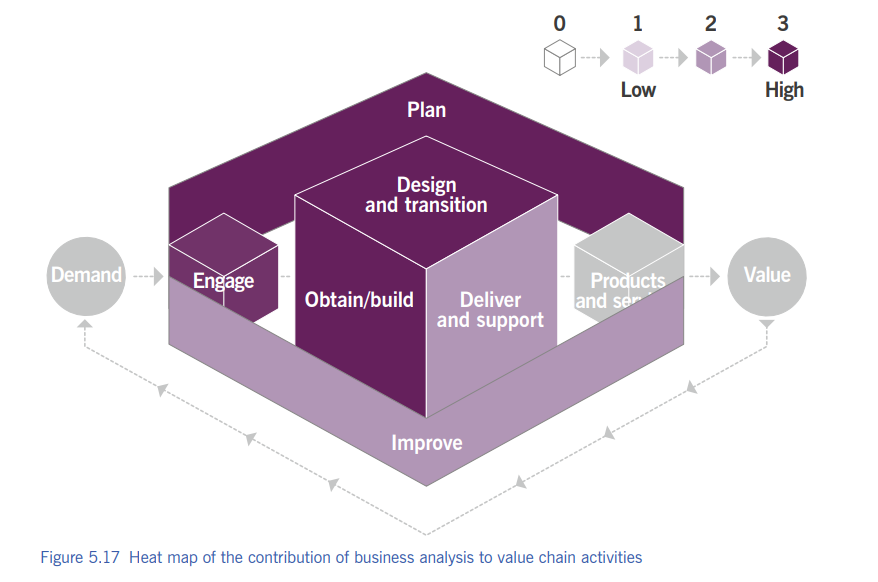 0 1 2 3
Low High
Plan
Design
and transition
Demand
Engage
Obtain/build
Deliver
and support
Products
and
Value
Improve
Figure 5.17 Heat map of the contribution of business analysis to value chain activities